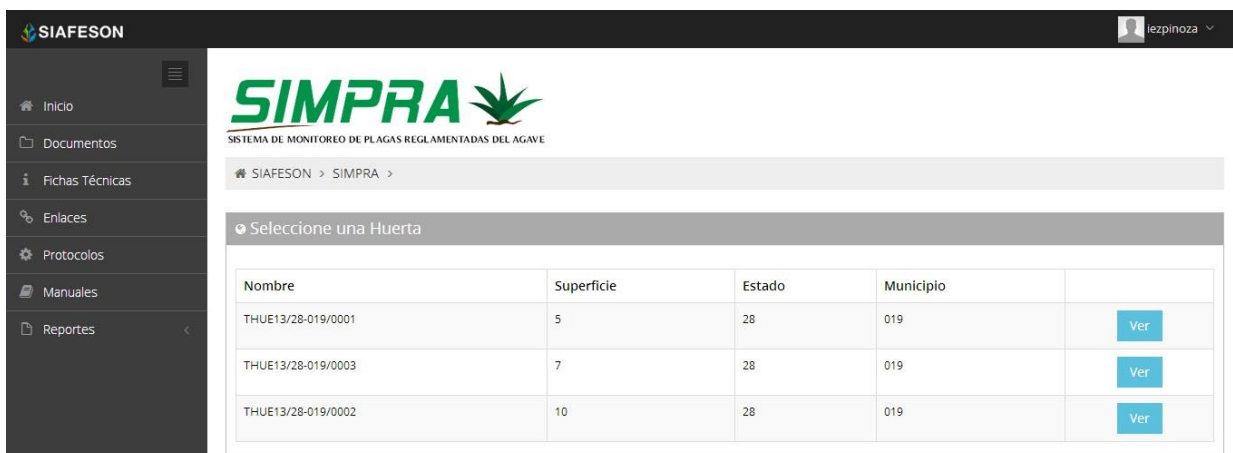 SIAFESON
iezpinoza
Inicio
Documentos
Fichas Técnicas
Enlaces
Protocolos
Manuales
Reportes
SIMPRA
SISTEMA DE MONITOREO DE PLAGAS REGLAMENTADAS DEL AGAVE
SIAFESON > SIMPRA >
Seleccione una Huerta
Nombre Superficie Estado Municipio
THUE13/28-019/0001 5 28 019 Ver
THUE13/28-019/0003 7 28 019 Ver
THUE13/28-019/0002 10 28 019 Ver